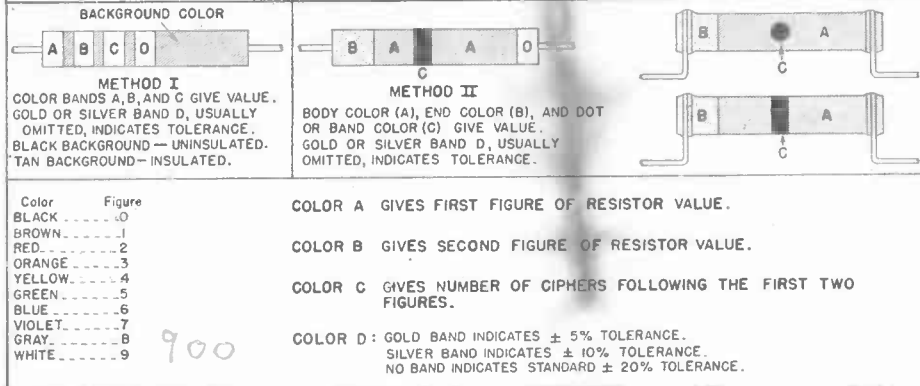 BACKGROUND COLOR
A B C D
METHOD I
COLOR BANDS A, B, AND C GIVE VALUE.
GOLD OR SILVER BAND D, USUALLY
OMITTED, INDICATES TOLERANCE.
BLACK BACKGROUND — UNINSULATED.
TAN BACKGROUND — INSULATED.
B A A D
C
METHOD II
BODY COLOR (A), END COLOR (B), AND DOT
OR BAND COLOR (C) GIVE VALUE.
GOLD OR SILVER BAND D, USUALLY
OMITTED, INDICATES TOLERANCE.
B A
C
B A
C
Color Figure
BLACK ------0
BROWN------1
RED--------2
ORANGE-----3
YELLOW-----4
GREEN------5
BLUE-------6
VIOLET------7
GRAY-------8
WHITE------9
900
COLOR A GIVES FIRST FIGURE OF RESISTOR VALUE.
COLOR B GIVES SECOND FIGURE OF RESISTOR VALUE.
COLOR C GIVES NUMBER OF CIPHERS FOLLOWING THE FIRST TWO
FIGURES.
COLOR D: GOLD BAND INDICATES ± 5% TOLERANCE.
SILVER BAND INDICATES ± 10% TOLERANCE.
NO BAND INDICATES STANDARD ± 20% TOLERANCE.